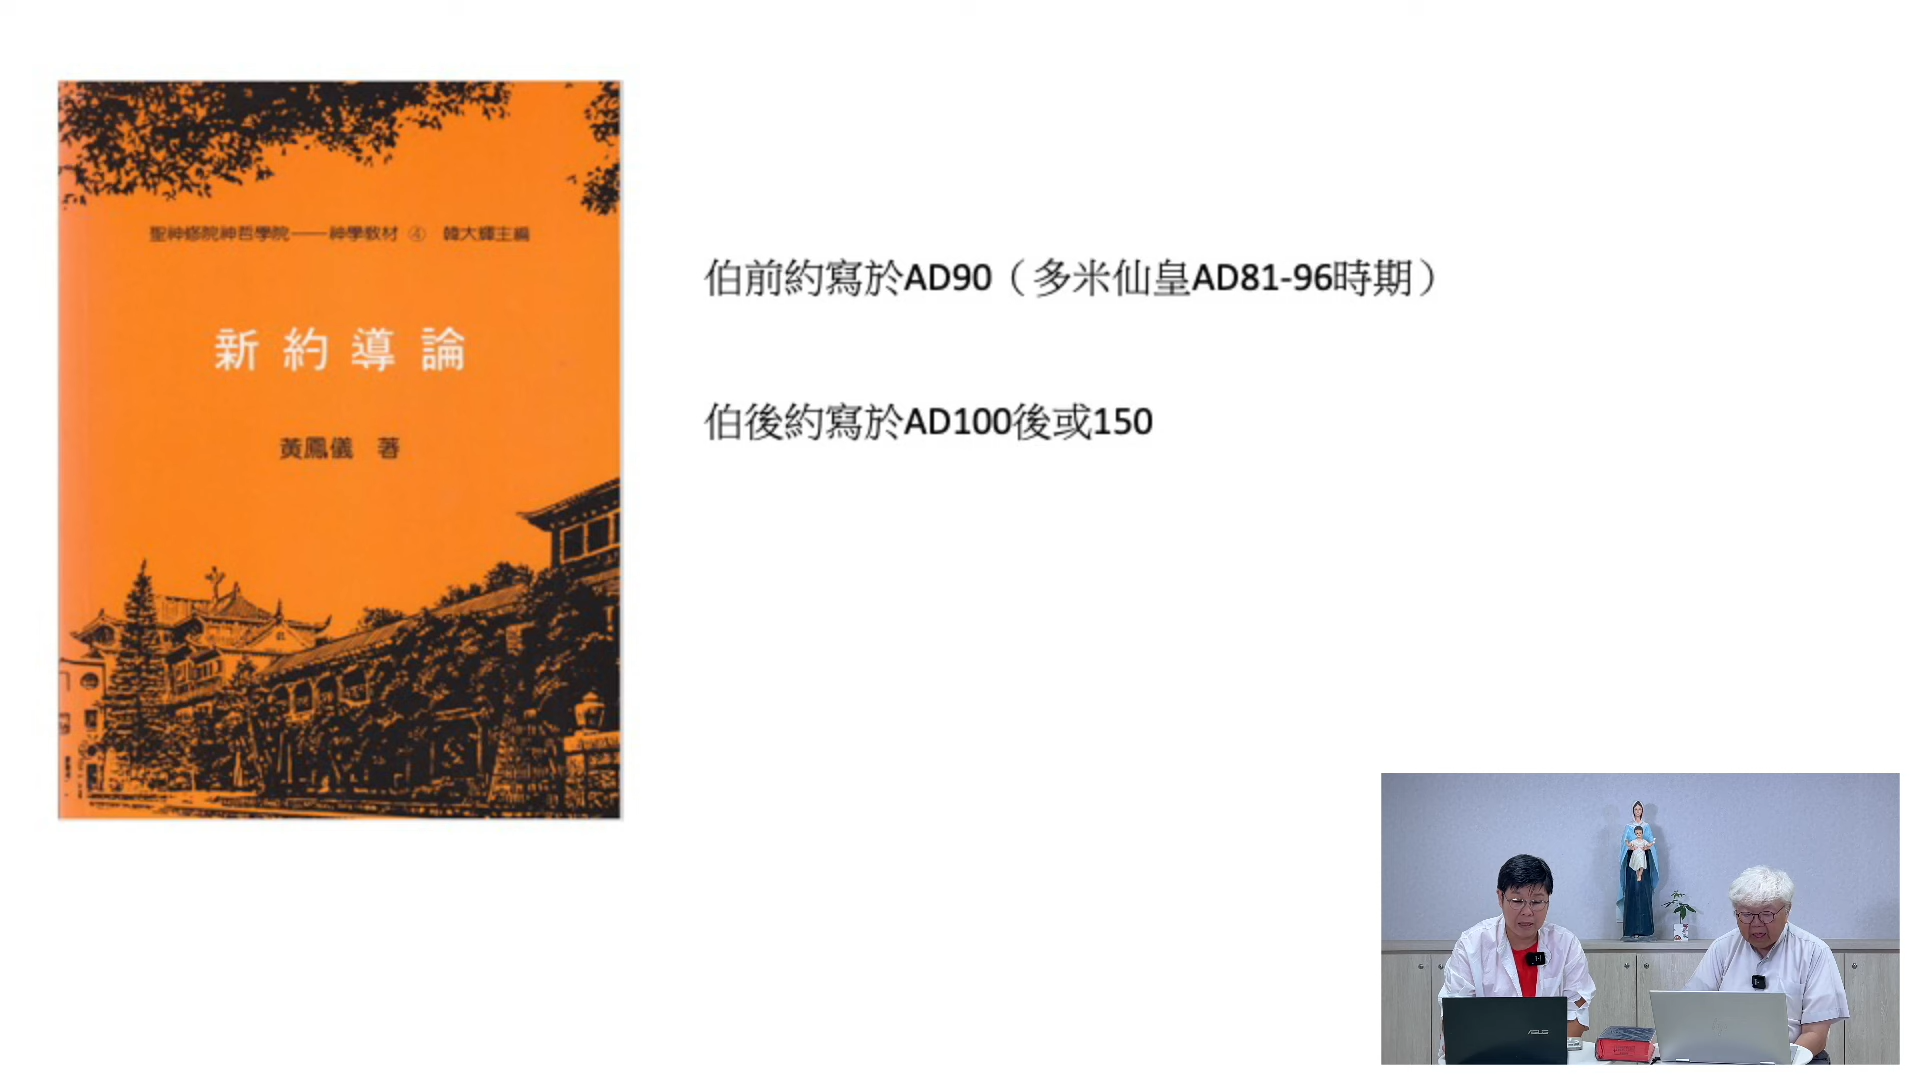 聖神修院神哲學院——神學教材 ④ 韓大輝主編
新約導論
黃鳳儀 著
伯前約寫於AD90（多米仙皇AD81-96時期）
伯後約寫於AD100後或150
ASUS
hp